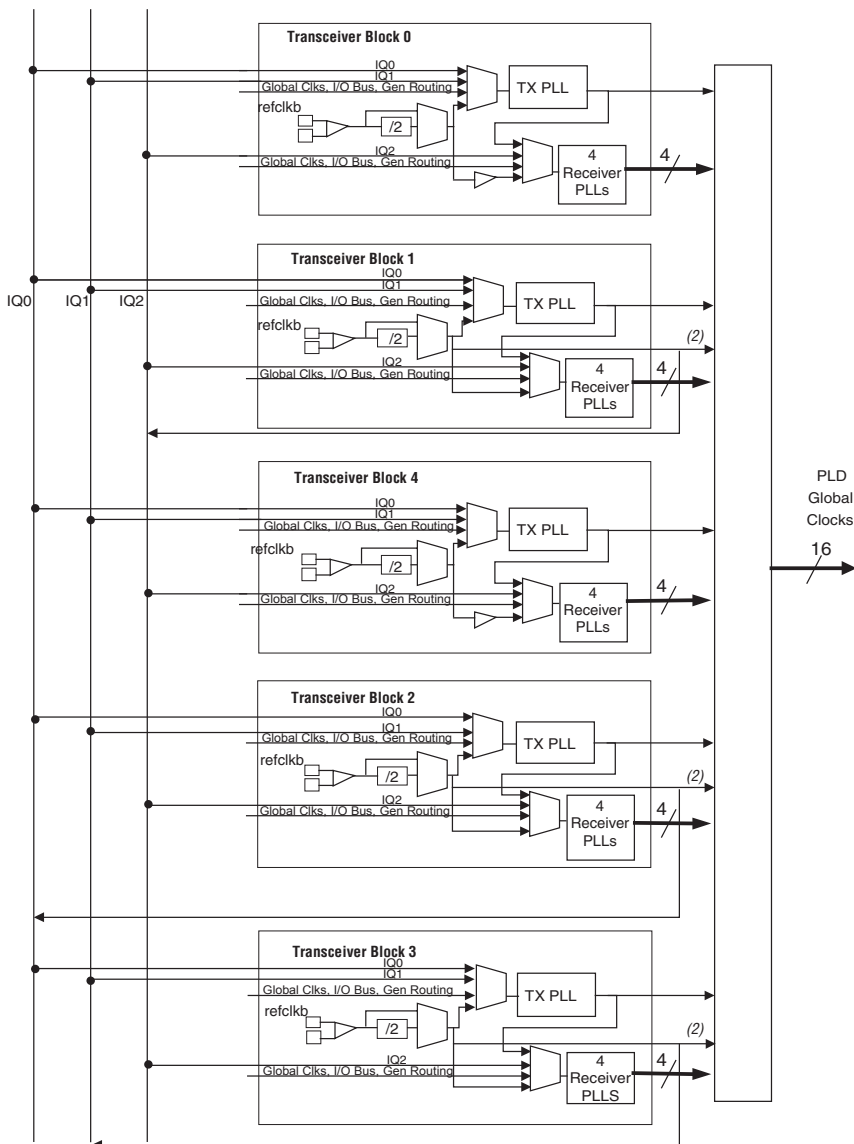 Transceiver Block 0
IQ0
IQ1
Global Clks, I/O Bus, Gen Routing
TX PLL
refclkb
/2
IQ2
Global Clks, I/O Bus, Gen Routing
4
Receiver
PLLs
4
Transceiver Block 1
IQ0
IQ1
IQ0
IQ1
IQ2
Global Clks, I/O Bus, Gen Routing
TX PLL
refclkb
/2
(2)
IQ2
Global Clks, I/O Bus, Gen Routing
4
Receiver
PLLs
4
Transceiver Block 4
IQ0
IQ1
Global Clks, I/O Bus, Gen Routing
TX PLL
refclkb
/2
IQ2
Global Clks, I/O Bus, Gen Routing
4
Receiver
PLLs
4
PLD
Global
Clocks
16
Transceiver Block 2
IQ0
IQ1
Global Clks, I/O Bus, Gen Routing
TX PLL
refclkb
/2
(2)
IQ2
Global Clks, I/O Bus, Gen Routing
4
Receiver
PLLs
4
Transceiver Block 3
IQ0
IQ1
Global Clks, I/O Bus, Gen Routing
TX PLL
refclkb
/2
(2)
IQ2
Global Clks, I/O Bus, Gen Routing
4
Receiver
PLLS
4